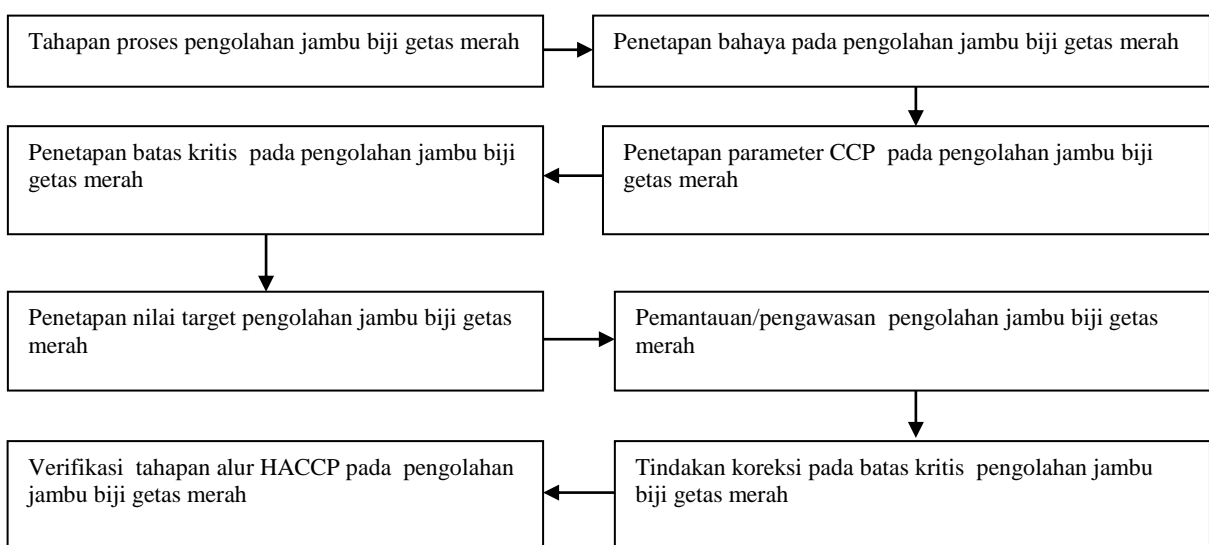 Tahapan proses pengolahan jambu biji getas merah
Penetapan bahaya pada pengolahan jambu biji getas merah
Penetapan parameter CCP pada pengolahan jambu biji
getas merah
Penetapan batas kritis pada pengolahan jambu biji
getas merah
Penetapan nilai target pengolahan jambu biji getas
merah
Pemantauan/pengawasan pengolahan jambu biji getas
merah
Tindakan koreksi pada batas kritis pengolahan jambu
biji getas merah
Verifikasi tahapan alur HACCP pada pengolahan
jambu biji getas merah